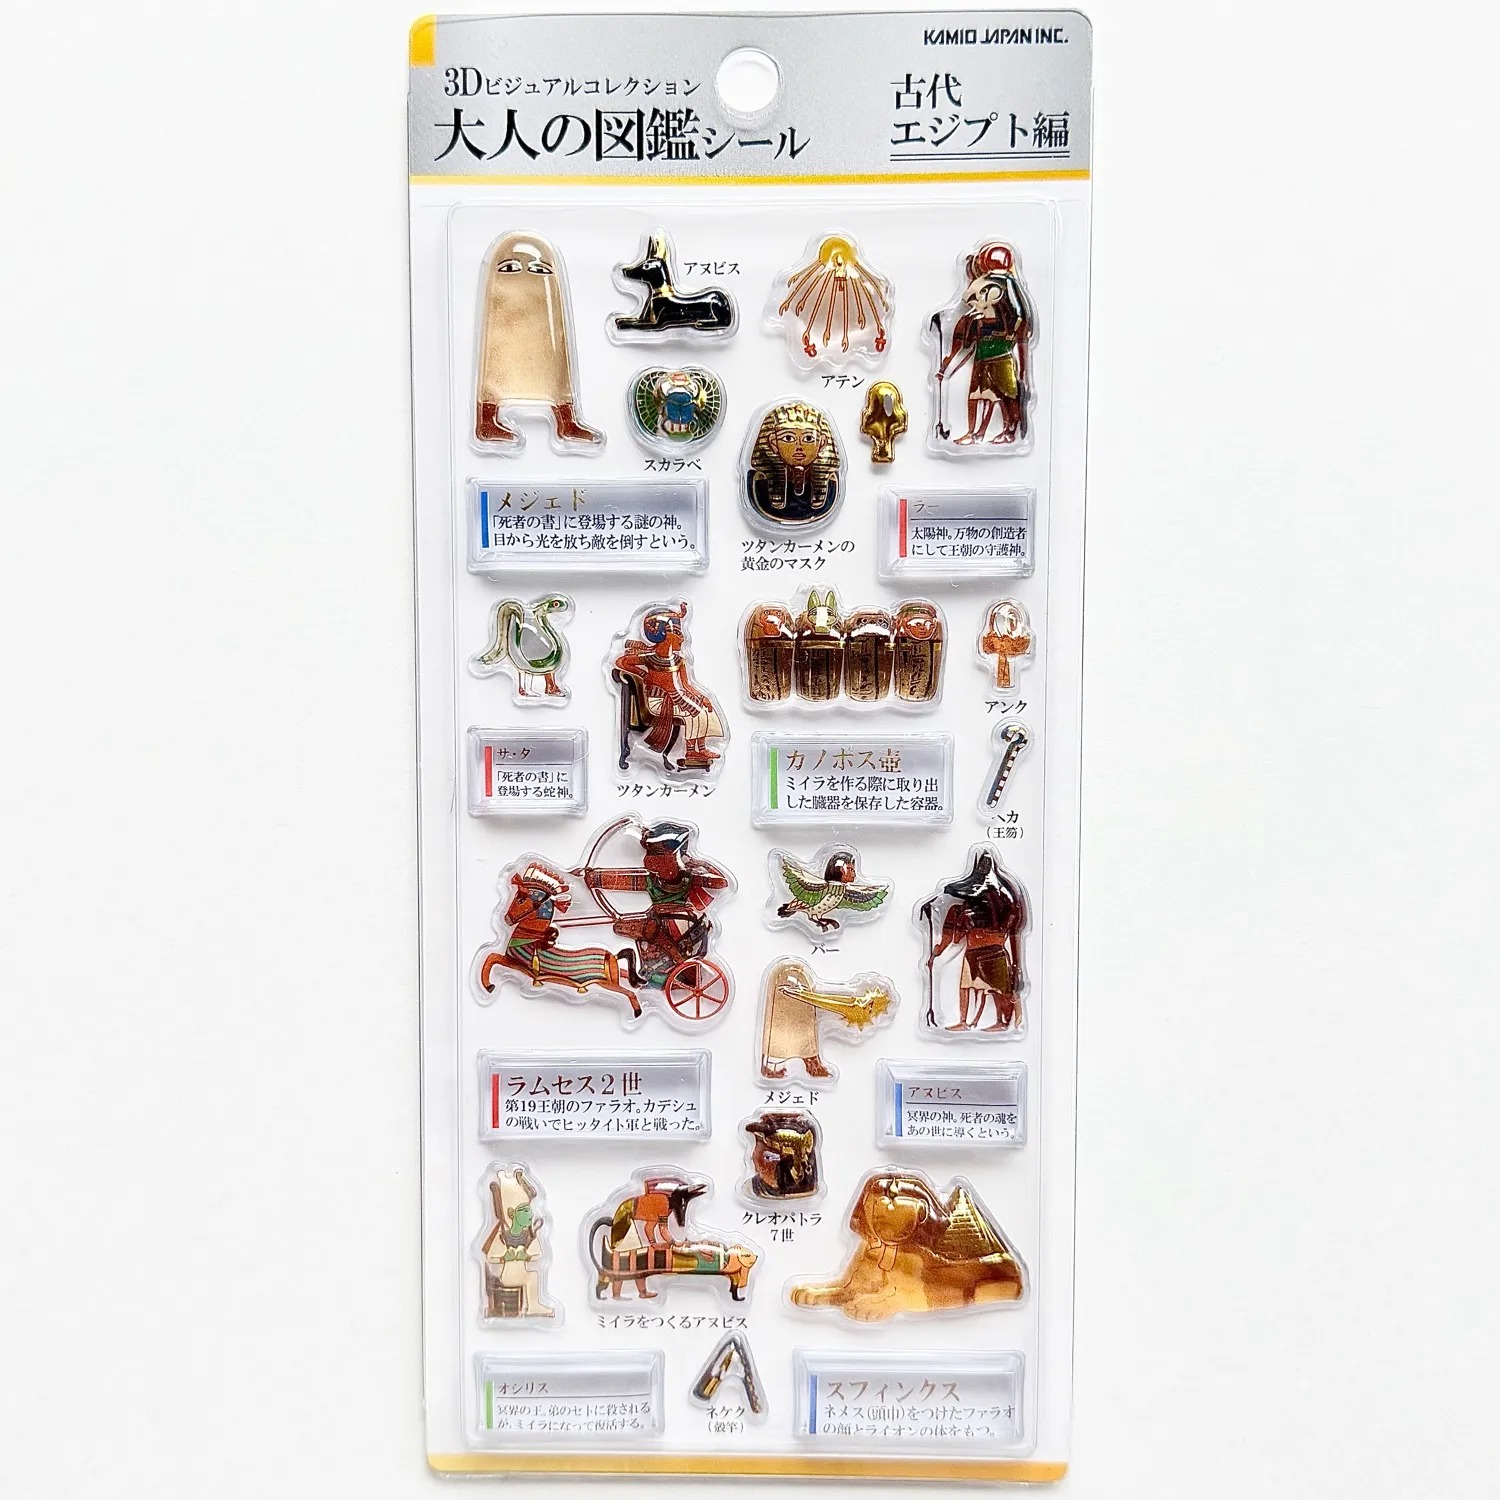 KAMIO JAPAN INC.
3Dビジュアルコレクション
大人の図鑑シール
古代
エジプト編
アヌビス
アテン
スカラベ
メジェド
「死者の書」に登場する謎の神。
目から光を放ち敵を倒すという。
ツタンカーメンの
黄金のマスク
ラー
太陽神。万物の創造者
にして王朝の守護神。
サ・タ
「死者の書」に
登場する蛇神。
ツタンカーメン
カノポス壺
ミイラを作る際に取り出
した臓器を保存した容器。
アンク
ヘカ
(王笏)
バー
ラムセス2世
第19王朝のファラオ。カデシュ
の戦いでヒッタイト軍と戦った。
メジェド
アヌビス
冥界の神。死者の魂を
あの世に導くという。
クレオパトラ
7世
ミイラをつくるアヌビス
オシリス
冥界の王。弟のセトに殺される
が、ミイラになって復活する。
ネケク
(殻竿)
スフィンクス
ネメス(頭巾)をつけたファラオ
の顔とライオンの体をもつ。